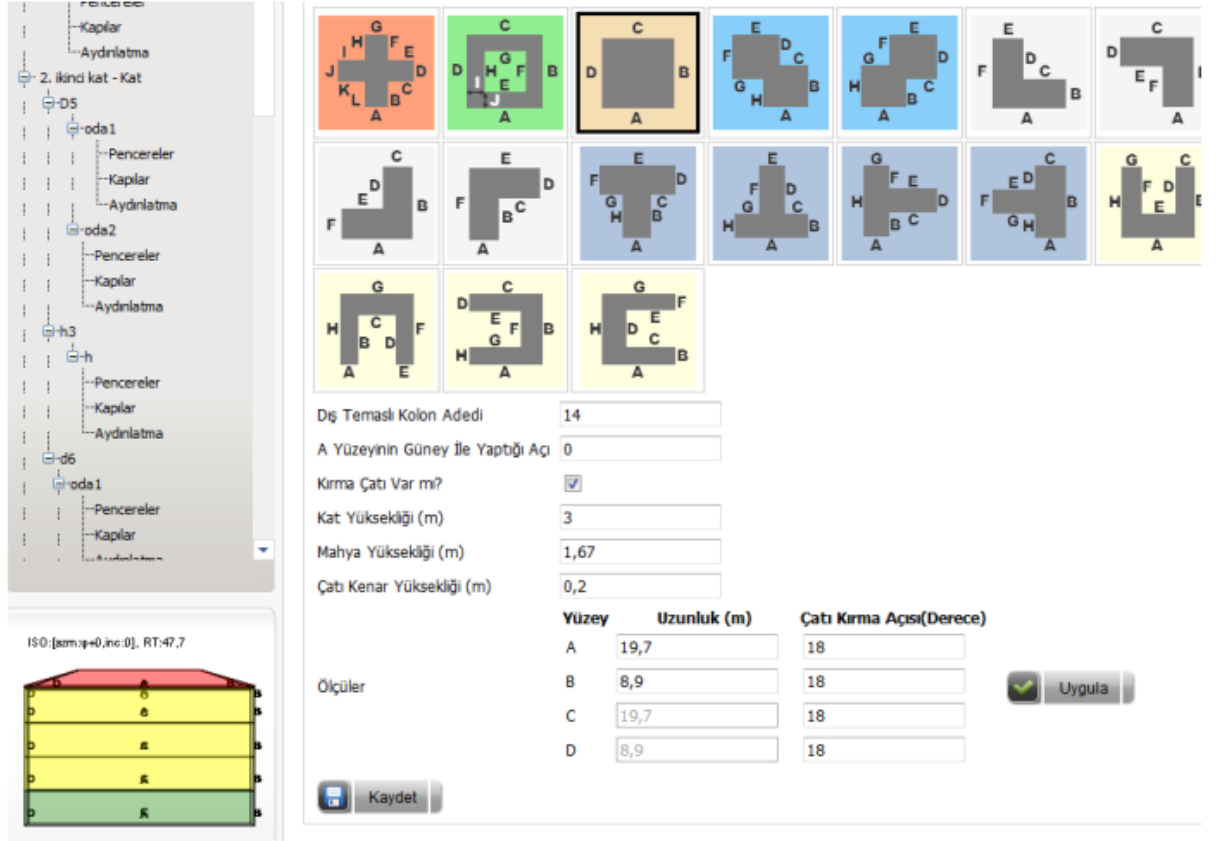 Pencereler
Kapılar
Aydınlatma
2. ikinci kat - Kat
D5
oda1
Pencereler
Kapılar
Aydınlatma
oda2
Pencereler
Kapılar
Aydınlatma
h3
h
Pencereler
Kapılar
Aydınlatma
d6
oda1
Pencereler
Kapılar
Aydınlatma
ISO:[azm:ψ+0,inc:0], RT:47,7
D A B
D C B
D A B
D B
D B
D B
G H F I E J D K C L B A
C G D H F B I E J A
C D B A
E D F C G B H A
E F D G C H B A
E D F C B A
C D B E F A
C D E B F A
E D F C B A
E F D G C H B A
E F D G C H B A
G F E H D B C A
C E D F B G H A
G C F D H E A
G C H F B D A E
C D E F B G H A
G F E H D C B A
Dış Temaslı Kolon Adedi 14
A Yüzeyinin Güney İle Yaptığı Açı 0
Kırma Çatı Var mı?
Kat Yüksekliği (m) 3
Mahya Yüksekliği (m) 1,67
Çatı Kenar Yüksekliği (m) 0,2
Yüzey Uzunluk (m) Çatı Kırma Açısı(Derece)
A 19,7 18
Ölçüler B 8,9 18 Uygula
C 19,7 18
D 8,9 18
Kaydet